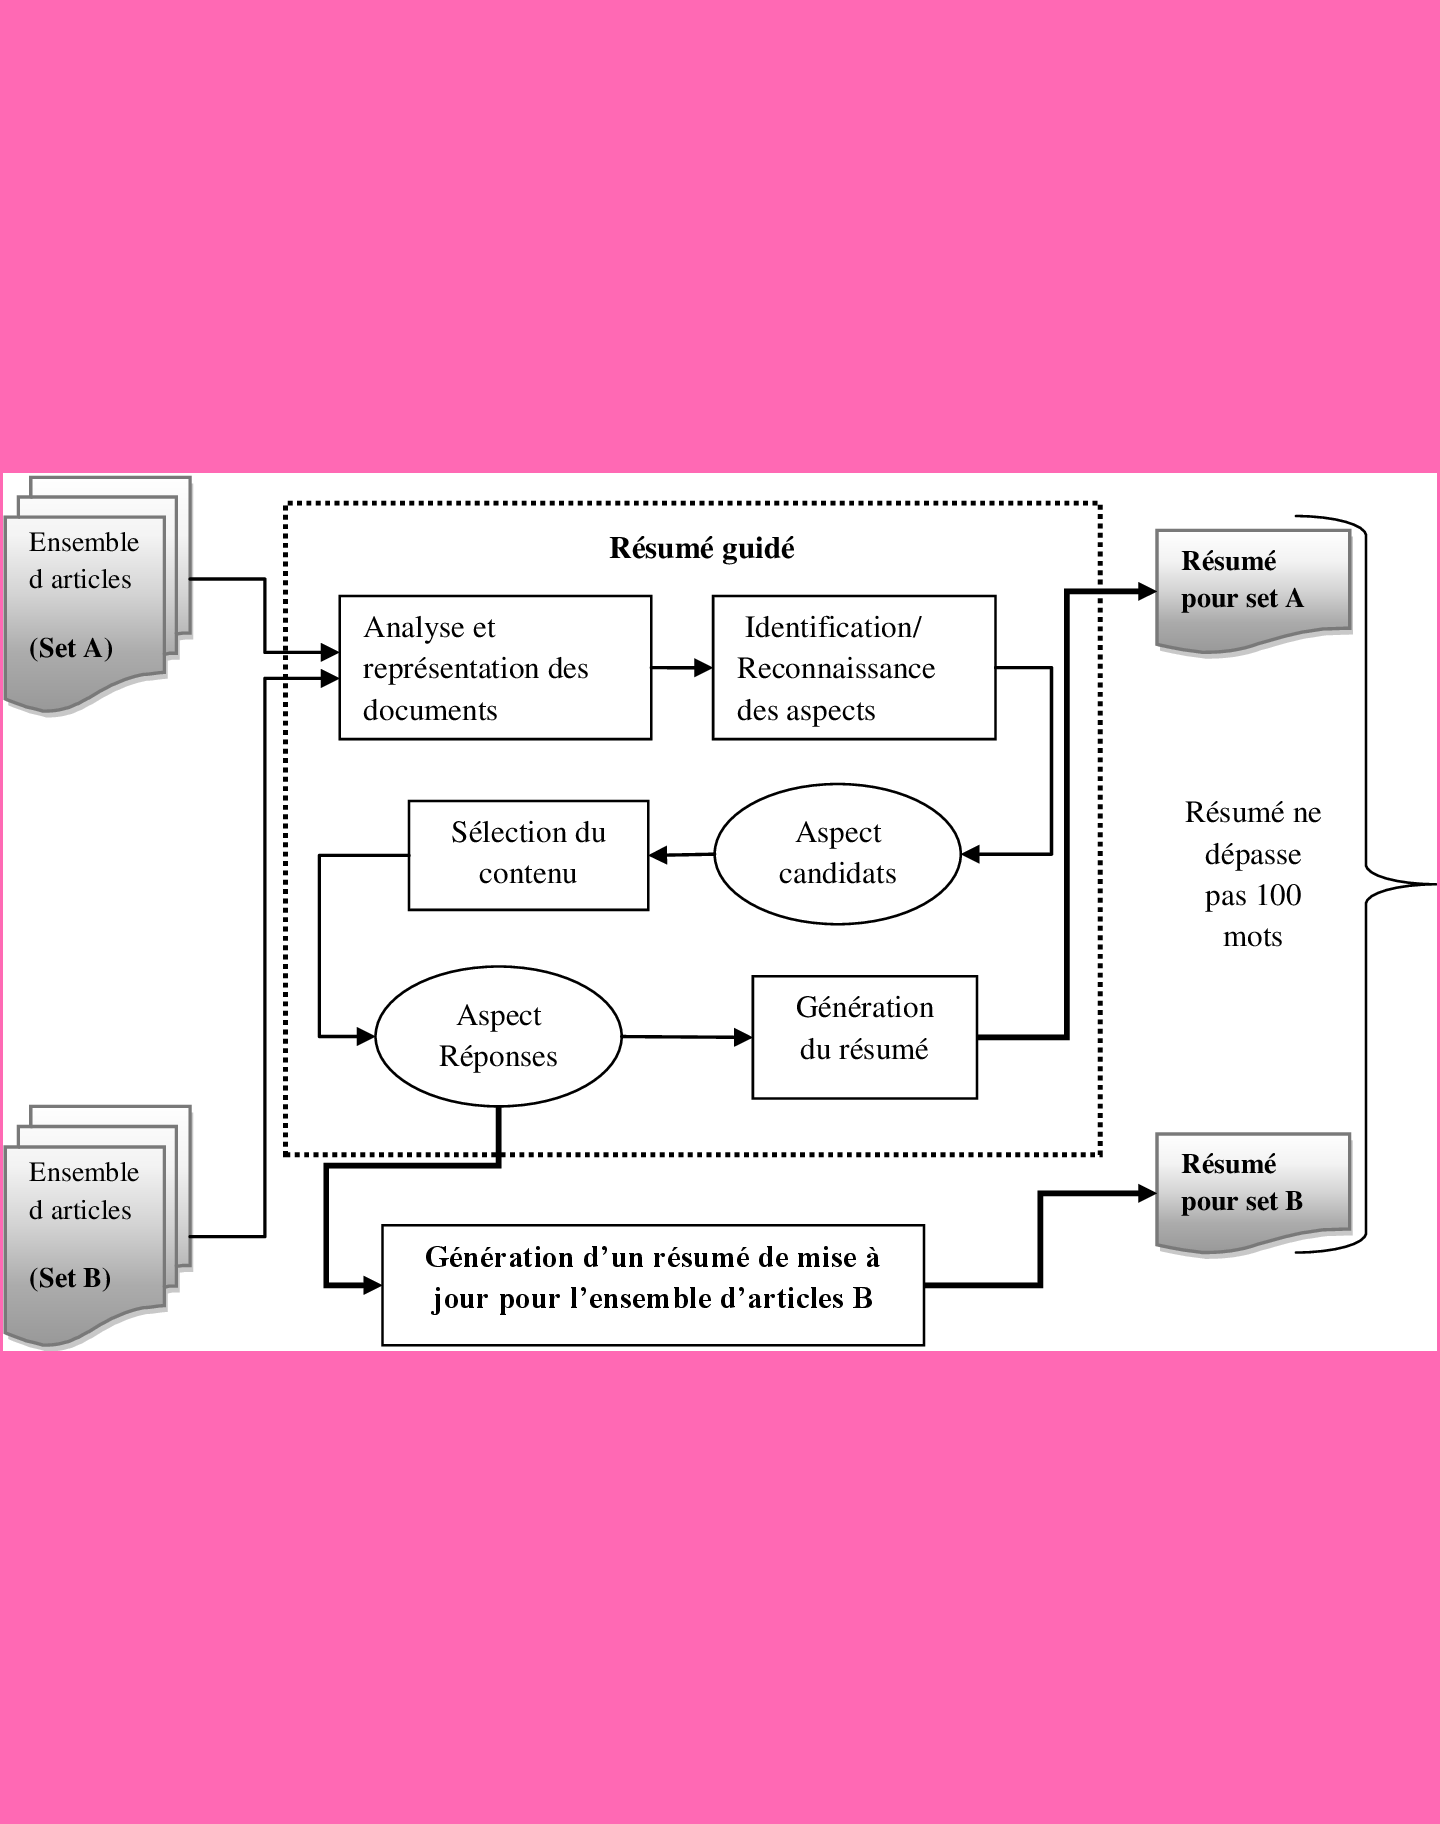 Ensemble
d articles
(Set A)
Résumé guidé
Analyse et
représentation des
documents
Identification/
Reconnaissance
des aspects
Sélection du
contenu
Aspect
candidats
Aspect
Réponses
Génération
du résumé
Résumé
pour set A
Résumé ne
dépasse
pas 100
mots
Ensemble
d articles
(Set B)
Génération d’un résumé de mise à
jour pour l’ensemble d’articles B
Résumé
pour set B